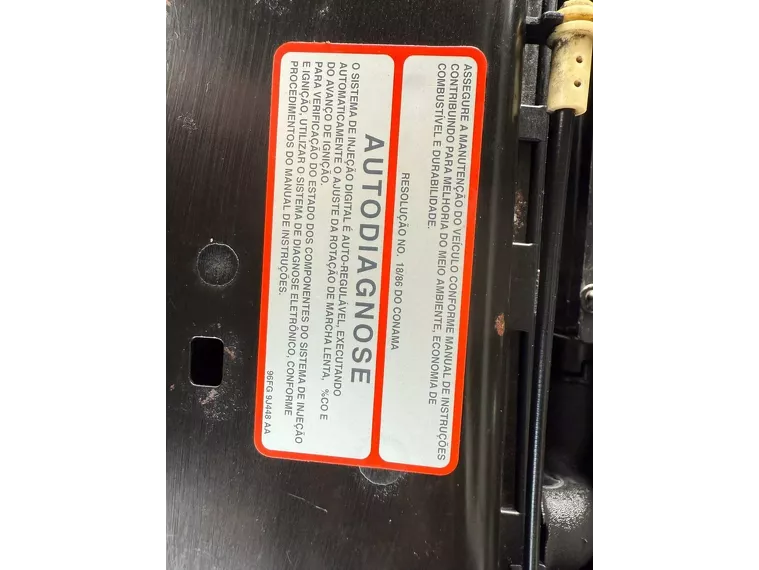 ASSEGURE A MANUTENÇÃO DO VEÍCULO CONFORME MANUAL DE INSTRUÇÕES
CONTRIBUINDO PARA MELHORIA DO MEIO AMBIENTE, ECONOMIA DE
COMBUSTÍVEL E DURABILIDADE.
RESOLUÇÃO NO. 18/86 DO CONAMA
AUTODIAGNOSE
O SISTEMA DE INJEÇÃO DIGITAL É AUTO-REGULÁVEL, EXECUTANDO
AUTOMATICAMENTE O AJUSTE DA ROTAÇÃO DE MARCHA LENTA, %CO E
DO AVANÇO DE IGNIÇÃO.
PARA VERIFICAÇÃO DO ESTADO DOS COMPONENTES DO SISTEMA DE INJEÇÃO
E IGNIÇÃO, UTILIZAR O SISTEMA DE DIAGNOSE ELETRÔNICO, CONFORME
PROCEDIMENTOS DO MANUAL DE INSTRUÇÕES.
96FG 9J448 AA